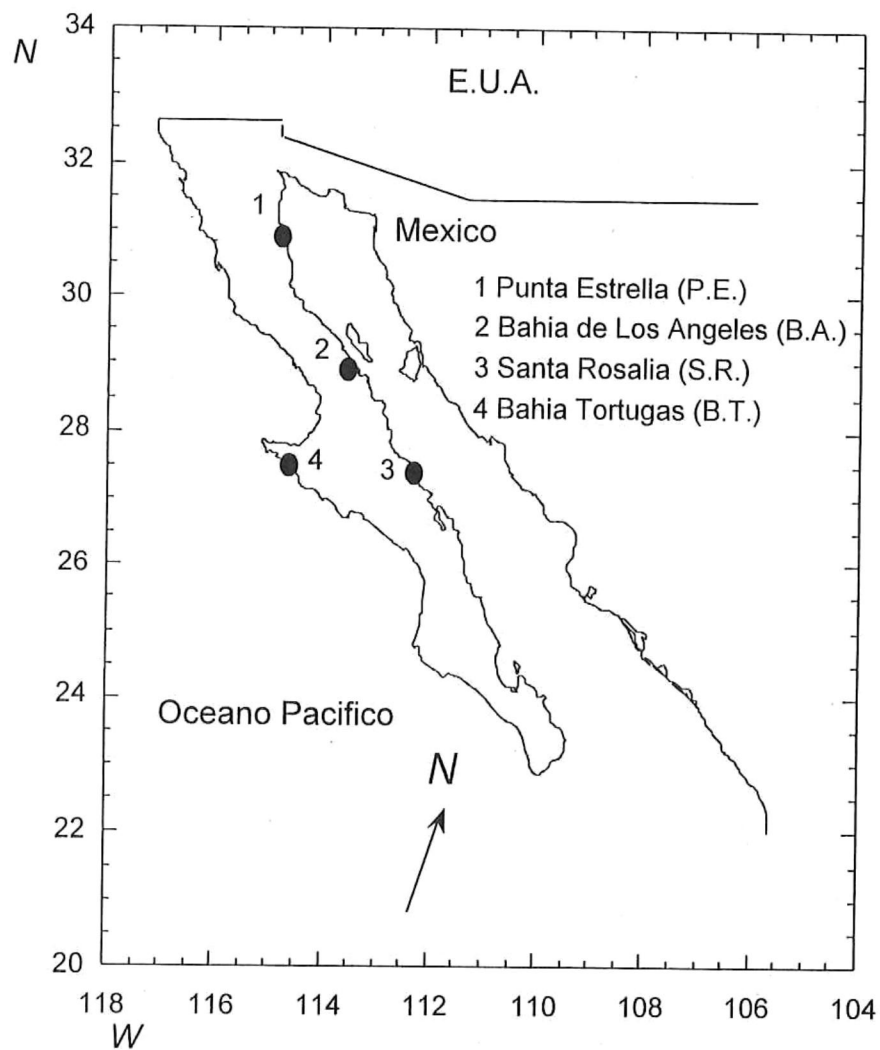 34
N
E.U.A.
32
1
Mexico
30
1 Punta Estrella (P.E.)
2
2 Bahia de Los Angeles (B.A.)
3 Santa Rosalia (S.R.)
4 Bahia Tortugas (B.T.)
28
4
3
26
24
Oceano Pacifico
N
22
20
118 116 114 112 110 108 106 104
W